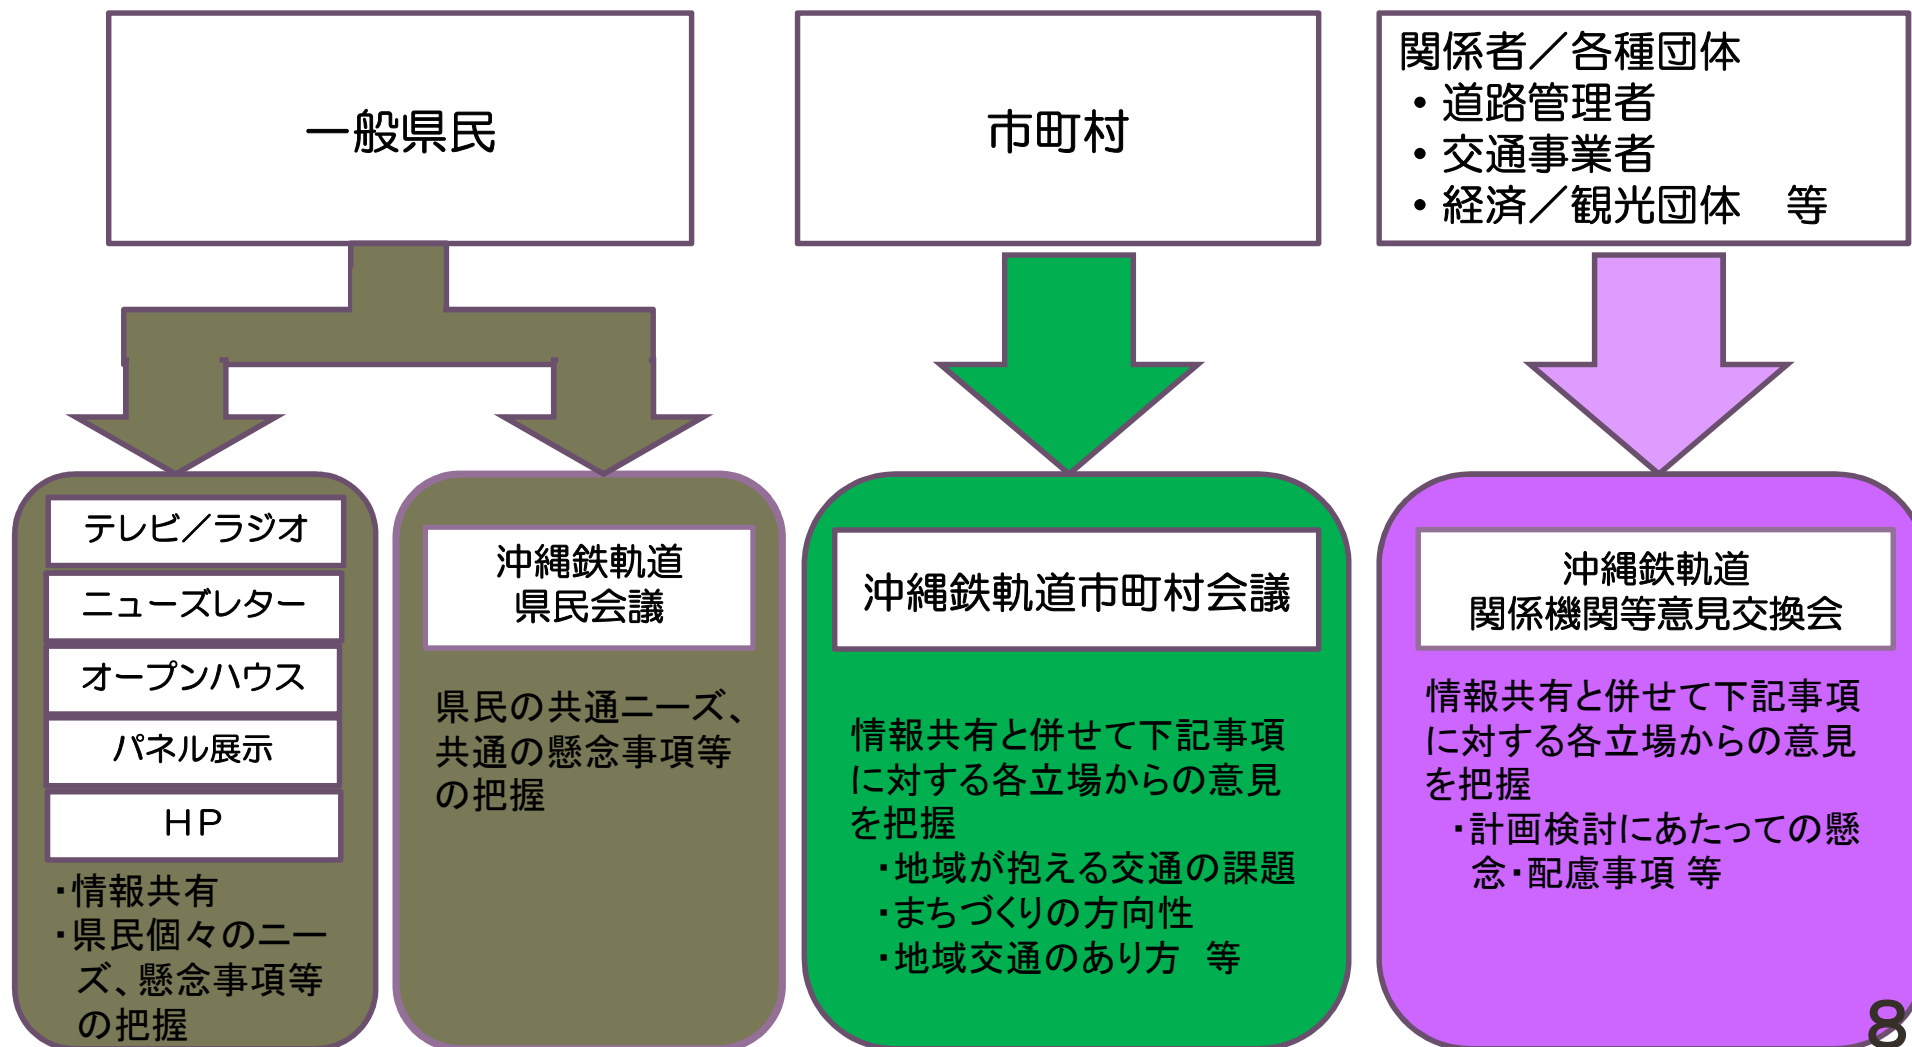 一般県民
市町村
関係者／各種団体
・道路管理者
・交通事業者
・経済／観光団体　等
テレビ／ラジオ
ニューズレター
オープンハウス
パネル展示
ＨＰ
・情報共有
・県民個々のニー
ズ、懸念事項等
の把握
沖縄鉄軌道
県民会議
県民の共通ニーズ、
共通の懸念事項等
の把握
沖縄鉄軌道市町村会議
情報共有と併せて下記事項
に対する各立場からの意見
を把握
・地域が抱える交通の課題
・まちづくりの方向性
・地域交通のあり方　等
沖縄鉄軌道
関係機関等意見交換会
情報共有と併せて下記事項
に対する各立場からの意見
を把握
・計画検討にあたっての懸
念・配慮事項 等
8